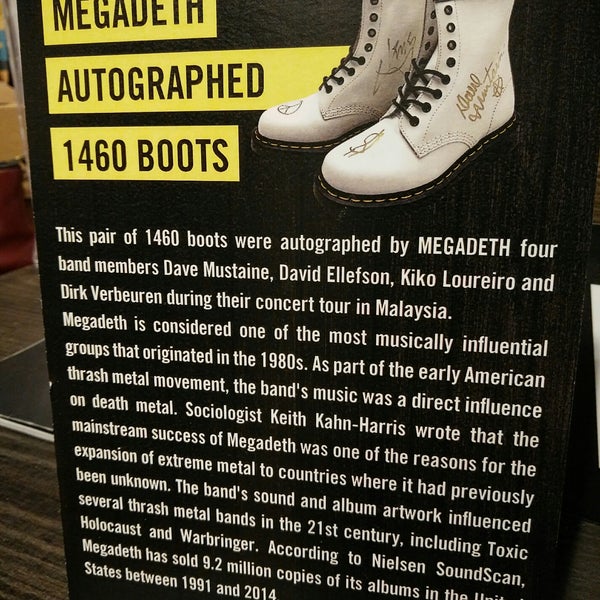 MEGADETH
AUTOGRAPHED
1460 BOOTS
This pair of 1460 boots were autographed by MEGADETH four
band members Dave Mustaine, David Ellefson, Kiko Loureiro and
Dirk Verbeuren during their concert tour in Malaysia.
Megadeth is considered one of the most musically influential
groups that originated in the 1980s. As part of the early American
thrash metal movement, the band's music was a direct influence
on death metal. Sociologist Keith Kahn-Harris wrote that the
mainstream success of Megadeth was one of the reasons for the
expansion of extreme metal to countries where it had previously
been unknown. The band's sound and album artwork influenced
several thrash metal bands in the 21st century, including Toxic
Holocaust and Warbringer. According to Nielsen SoundScan,
Megadeth has sold 9.2 million copies of its albums in the United
States between 1991 and 2014